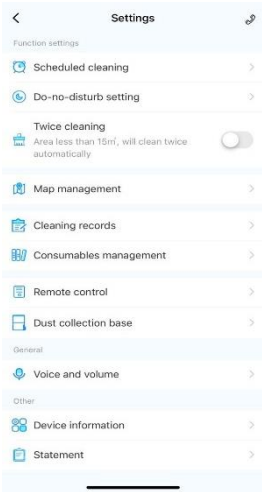 Settings
Function settings
Scheduled cleaning
Do-no-disturb setting
Twice cleaning
Area less than 15㎡, will clean twice
automatically
Map management
Cleaning records
Consumables management
Remote control
Dust collection base
General
Voice and volume
Other
Device information
Statement